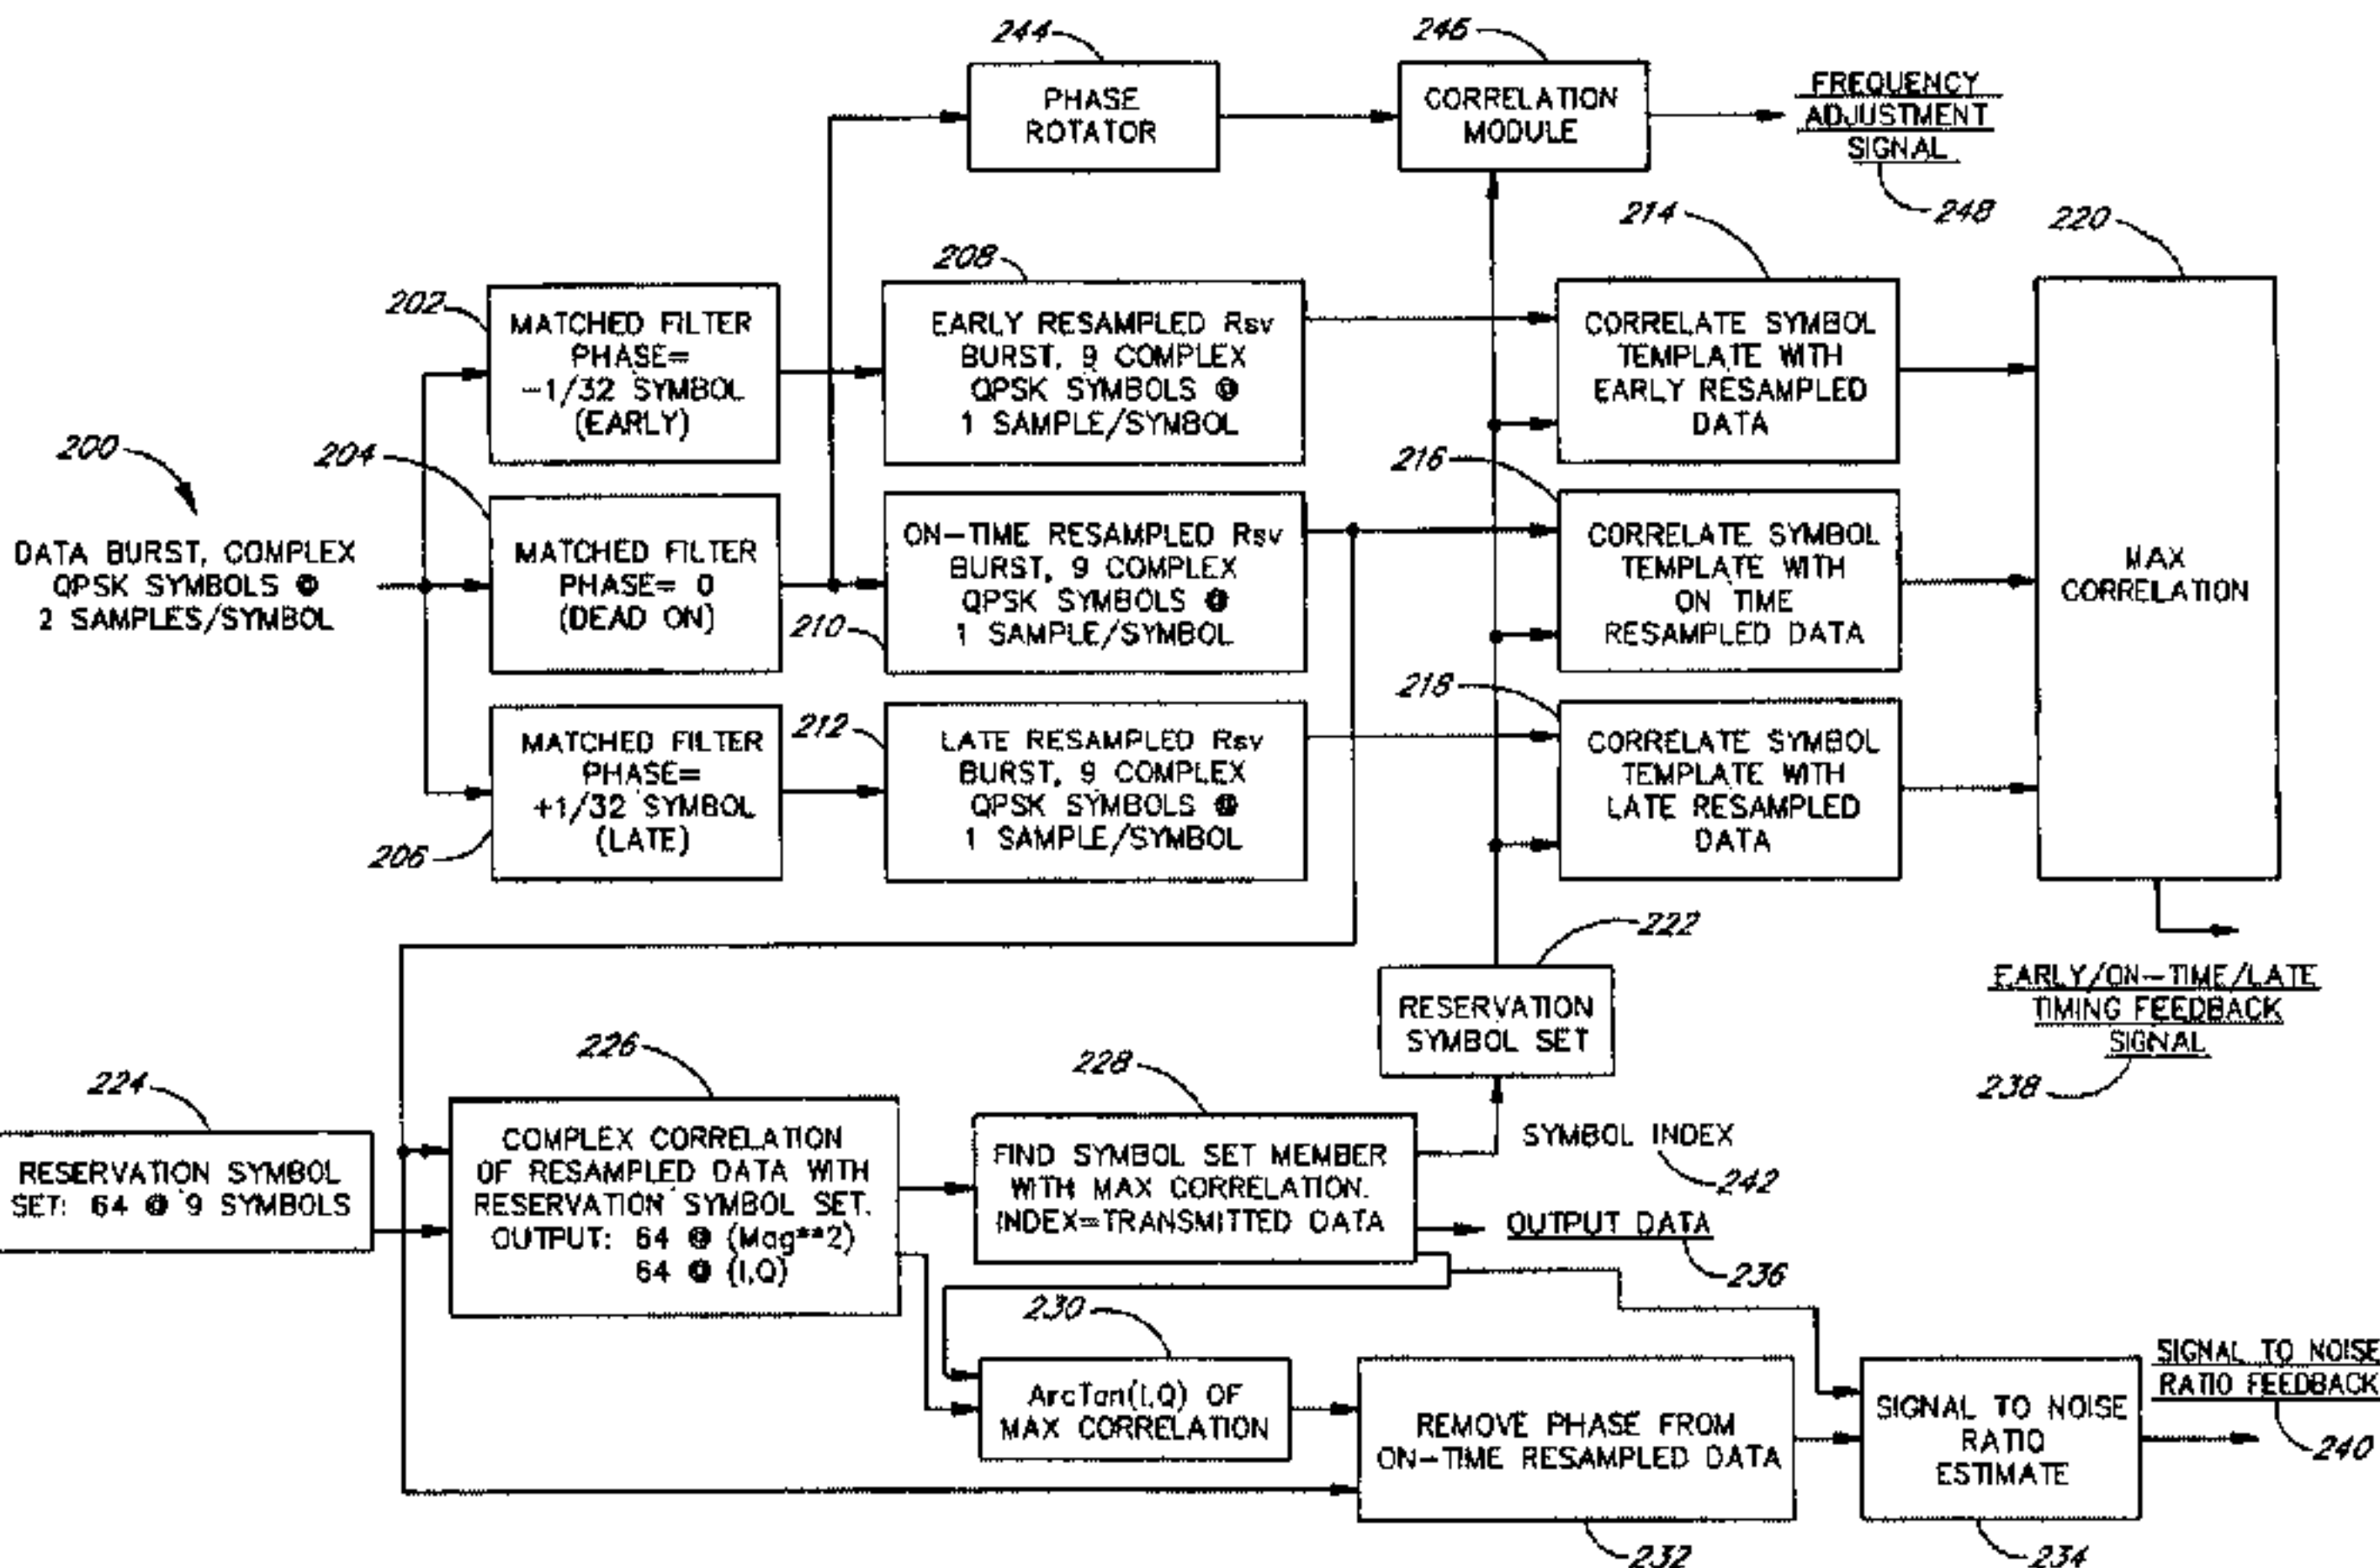 244
PHASE
ROTATOR
246
CORRELATION
MODULE
FREQUENCY
ADJUSTMENT
SIGNAL
248
202
MATCHED FILTER
PHASE=
-1/32 SYMBOL
(EARLY)
208
EARLY RESAMPLED Rsv
BURST, 9 COMPLEX
QPSK SYMBOLS @
1 SAMPLE/SYMBOL
214
CORRELATE SYMBOL
TEMPLATE WITH
EARLY RESAMPLED
DATA
220
MAX
CORRELATION
200
DATA BURST, COMPLEX
QPSK SYMBOLS @
2 SAMPLES/SYMBOL
204
MATCHED FILTER
PHASE= 0
(DEAD ON)
210
ON-TIME RESAMPLED Rsv
BURST, 9 COMPLEX
QPSK SYMBOLS @
1 SAMPLE/SYMBOL
216
CORRELATE SYMBOL
TEMPLATE WITH
ON TIME
RESAMPLED DATA
206
MATCHED FILTER
PHASE=
+1/32 SYMBOL
(LATE)
212
LATE RESAMPLED Rsv
BURST, 9 COMPLEX
QPSK SYMBOLS @
1 SAMPLE/SYMBOL
218
CORRELATE SYMBOL
TEMPLATE WITH
LATE RESAMPLED
DATA
222
RESERVATION
SYMBOL SET
EARLY/ON-TIME/LATE
TIMING FEEDBACK
SIGNAL
238
224
RESERVATION SYMBOL
SET: 64 @ 9 SYMBOLS
226
COMPLEX CORRELATION
OF RESAMPLED DATA WITH
RESERVATION SYMBOL SET.
OUTPUT: 64 @ (Mag**2)
64 @ (I,Q)
228
FIND SYMBOL SET MEMBER
WITH MAX CORRELATION.
INDEX=TRANSMITTED DATA
SYMBOL INDEX
242
OUTPUT DATA
236
230
ArcTan(I,Q) OF
MAX CORRELATION
REMOVE PHASE FROM
ON-TIME RESAMPLED DATA
232
SIGNAL TO NOISE
RATIO
ESTIMATE
234
SIGNAL TO NOISE
RATIO FEEDBACK
240